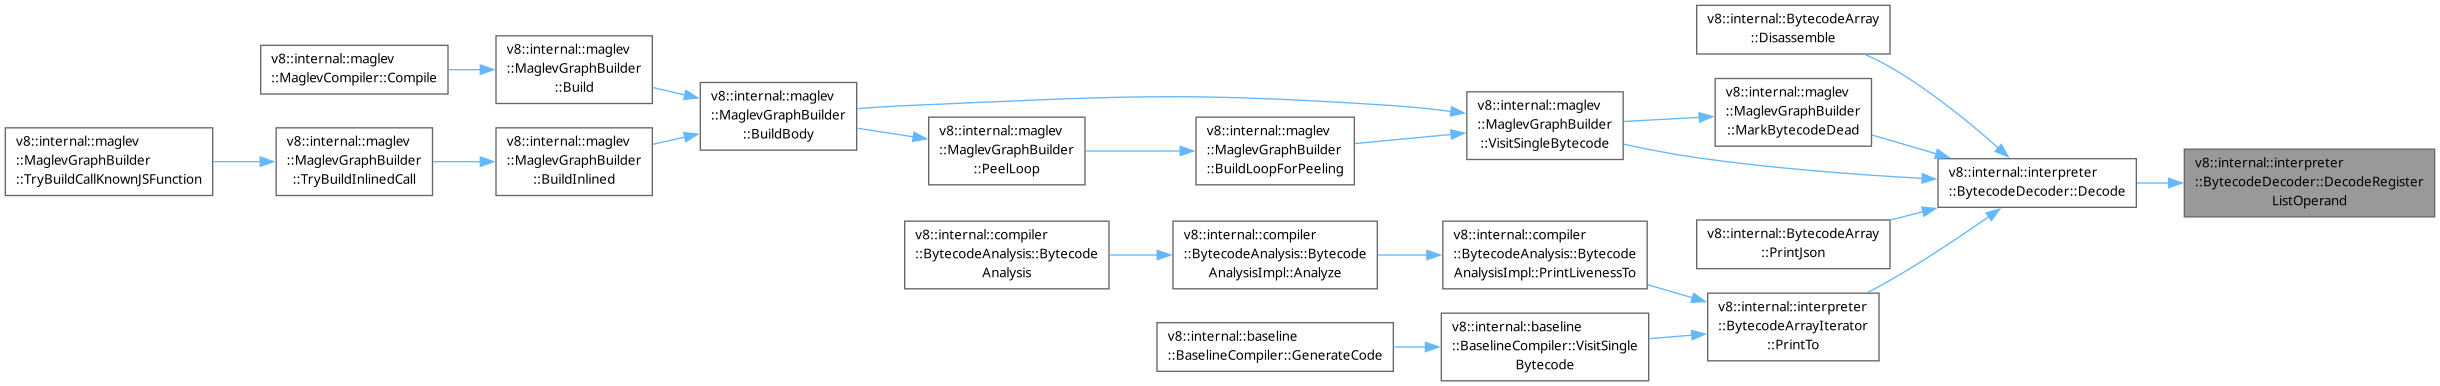 v8::internal::BytecodeArray
::Disassemble
v8::internal::maglev
::MaglevGraphBuilder
::Build
v8::internal::maglev
::MaglevCompiler::Compile
v8::internal::maglev
::MaglevGraphBuilder
::BuildBody
v8::internal::maglev
::MaglevGraphBuilder
::VisitSingleBytecode
v8::internal::maglev
::MaglevGraphBuilder
::MarkBytecodeDead
v8::internal::maglev
::MaglevGraphBuilder
::TryBuildCallKnownJSFunction
v8::internal::maglev
::MaglevGraphBuilder
::TryBuildInlinedCall
v8::internal::maglev
::MaglevGraphBuilder
::BuildInlined
v8::internal::maglev
::MaglevGraphBuilder
::PeelLoop
v8::internal::maglev
::MaglevGraphBuilder
::BuildLoopForPeeling
v8::internal::interpreter
::BytecodeDecoder::Decode
v8::internal::interpreter
::BytecodeDecoder::DecodeRegister
ListOperand
v8::internal::compiler
::BytecodeAnalysis::Bytecode
Analysis
v8::internal::compiler
::BytecodeAnalysis::Bytecode
AnalysisImpl::Analyze
v8::internal::compiler
::BytecodeAnalysis::Bytecode
AnalysisImpl::PrintLivenessTo
v8::internal::BytecodeArray
::PrintJson
v8::internal::interpreter
::BytecodeArrayIterator
::PrintTo
v8::internal::baseline
::BaselineCompiler::GenerateCode
v8::internal::baseline
::BaselineCompiler::VisitSingle
Bytecode